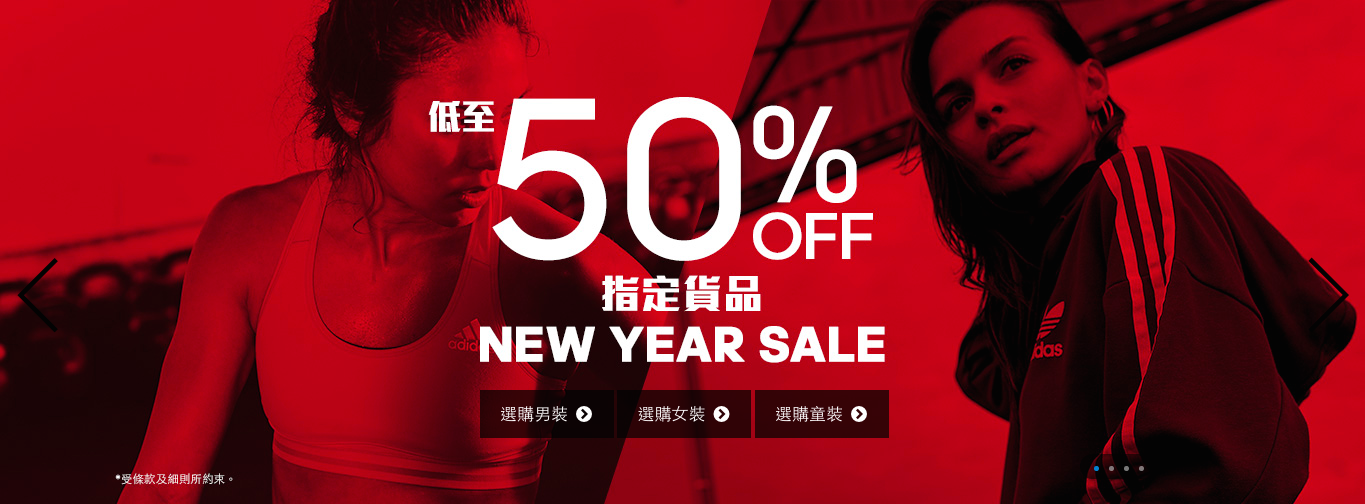 低至
50%
OFF
指定貨品
NEW YEAR SALE
選購男裝
選購女裝
選購童裝
*受條款及細則所約束。
adidas